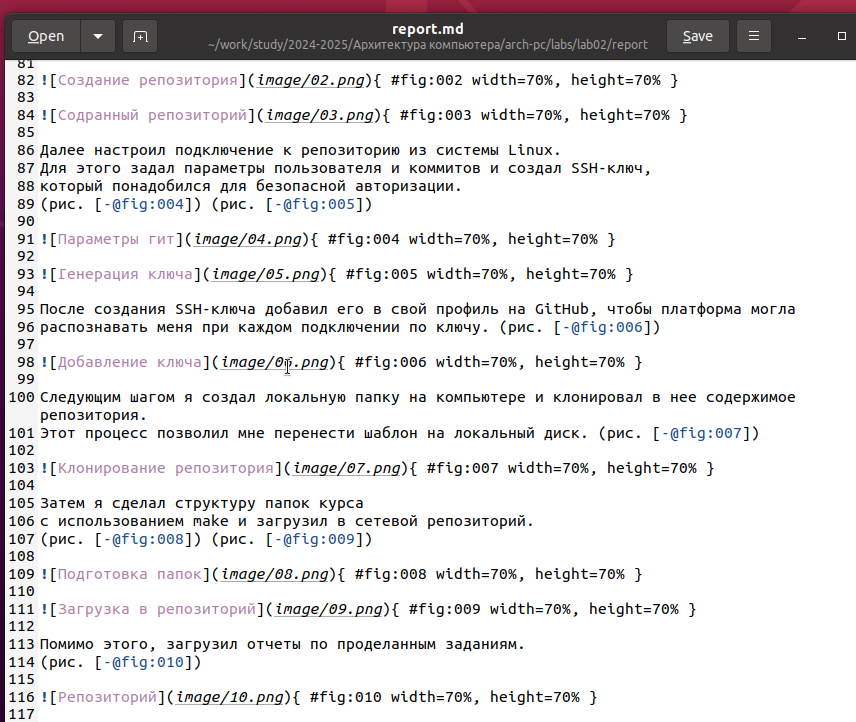 Open
report.md
~/work/study/2024-2025/Архитектура компьютера/arch-pc/labs/lab02/report
Save
81
82 ![Создание репозитория](image/02.png){ #fig:002 width=70%, height=70% }
83
84 ![Содранный репозиторий](image/03.png){ #fig:003 width=70%, height=70% }
85
86 Далее настроил подключение к репозиторию из системы Linux.
87 Для этого задал параметры пользователя и коммитов и создал SSH-ключ,
88 который понадобился для безопасной авторизации.
89 (рис. [-@fig:004]) (рис. [-@fig:005])
90
91 ![Параметры гит](image/04.png){ #fig:004 width=70%, height=70% }
92
93 ![Генерация ключа](image/05.png){ #fig:005 width=70%, height=70% }
94
95 После создания SSH-ключа добавил его в свой профиль на GitHub, чтобы платформа могла
96 распознавать меня при каждом подключении по ключу. (рис. [-@fig:006])
97
98 ![Добавление ключа](image/06.png){ #fig:006 width=70%, height=70% }
99
100 Следующим шагом я создал локальную папку на компьютере и клонировал в нее содержимое
репозитория.
101 Этот процесс позволил мне перенести шаблон на локальный диск. (рис. [-@fig:007])
102
103 ![Клонирование репозитория](image/07.png){ #fig:007 width=70%, height=70% }
104
105 Затем я сделал структуру папок курса
106 с использованием make и загрузил в сетевой репозиторий.
107 (рис. [-@fig:008]) (рис. [-@fig:009])
108
109 ![Подготовка папок](image/08.png){ #fig:008 width=70%, height=70% }
110
111 ![Загрузка в репозиторий](image/09.png){ #fig:009 width=70%, height=70% }
112
113 Помимо этого, загрузил отчеты по проделанным заданиям.
114 (рис. [-@fig:010])
115
116 ![Репозиторий](image/10.png){ #fig:010 width=70%, height=70% }
117